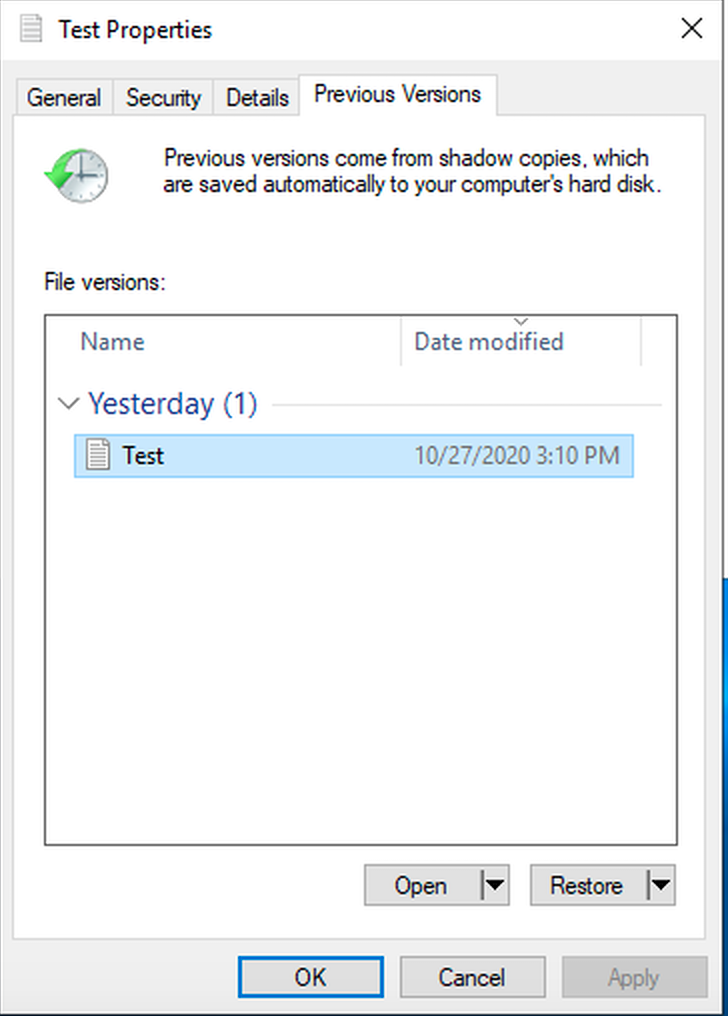 Test Properties
General Security Details Previous Versions
Previous versions come from shadow copies, which
are saved automatically to your computer's hard disk.
File versions:
Name Date modified
Yesterday (1)
Test 10/27/2020 3:10 PM
Open Restore
OK Cancel Apply